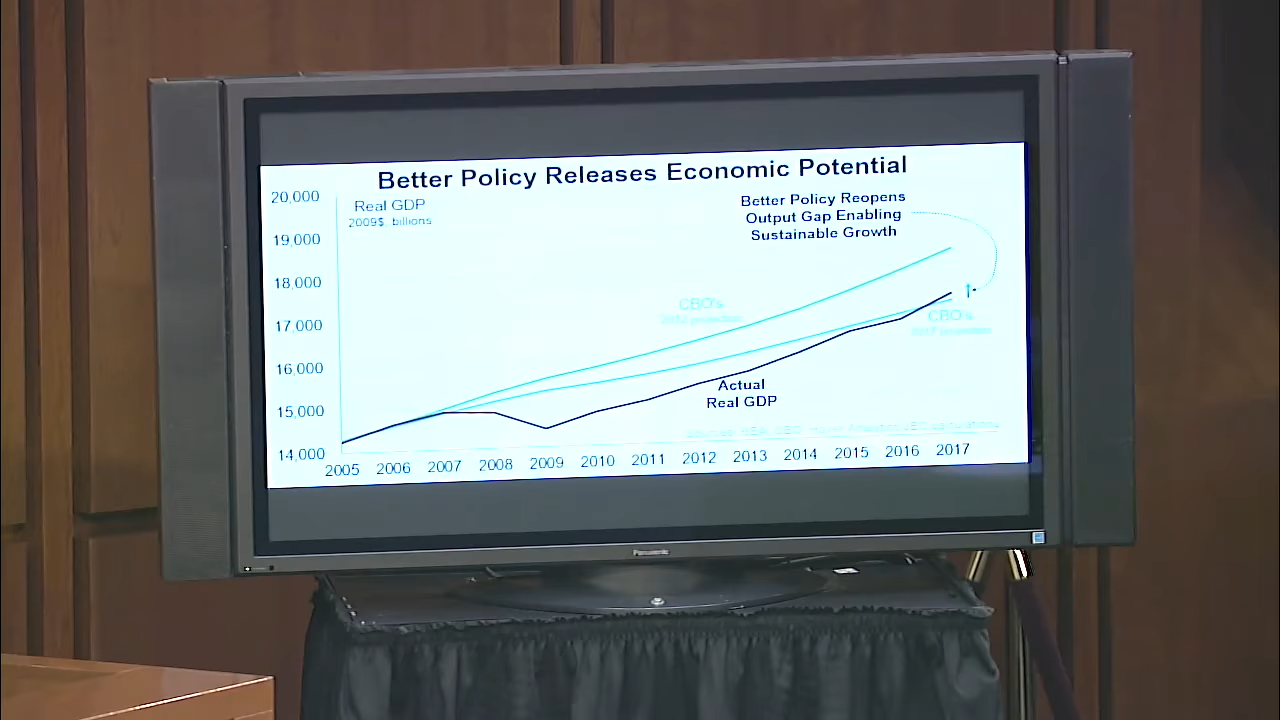 Better Policy Releases Economic Potential
20,000
19,000
18,000
17,000
16,000
15,000
14,000
Real GDP
2009$, billions
Better Policy Reopens
Output Gap Enabling
Sustainable Growth
CBO's
CBO's
Actual
Real GDP
2005 2006 2007 2008 2009 2010 2011 2012 2013 2014 2015 2016 2017
Panasonic